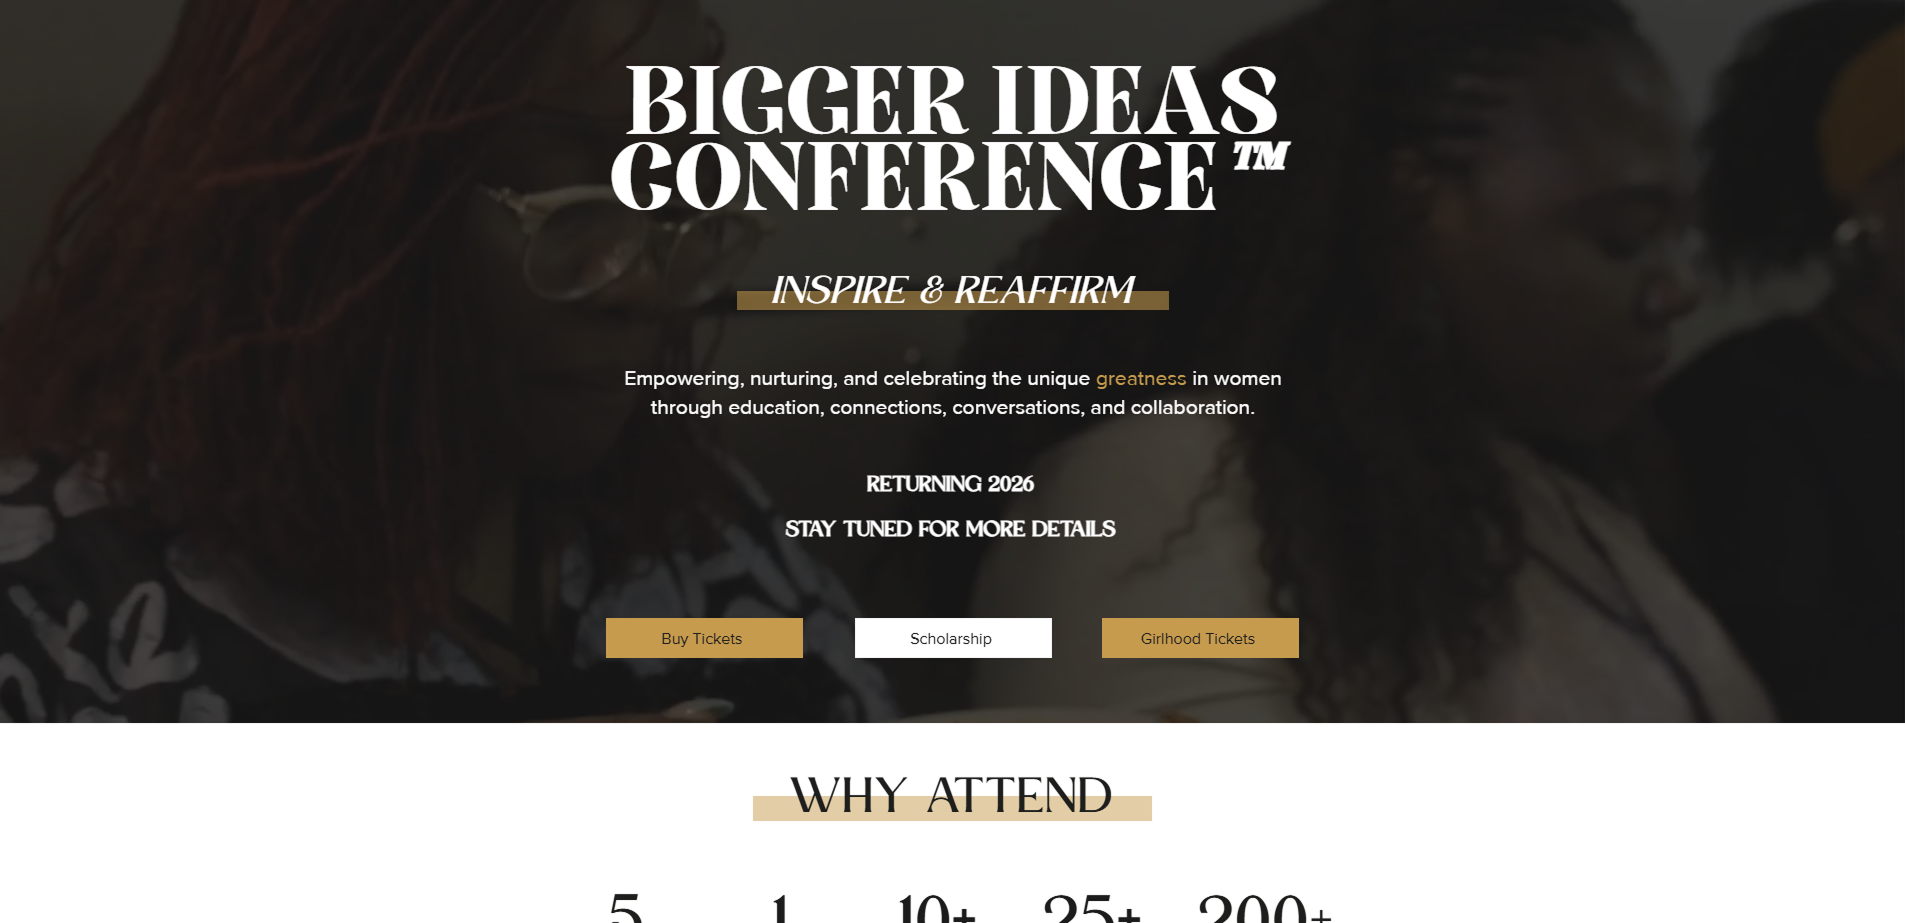 BIGGER IDEAS
CONFERENCE™
INSPIRE & REAFFIRM
Empowering, nurturing, and celebrating the unique greatness in women
through education, connections, conversations, and collaboration.
RETURNING 2026
STAY TUNED FOR MORE DETAILS
Buy Tickets Scholarship Girlhood Tickets
WHY ATTEND
5 1 10+ 25+ 200+